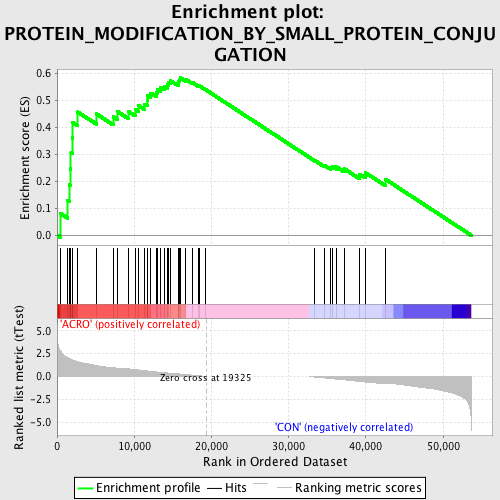 Enrichment plot:
PROTEIN_MODIFICATION_BY_SMALL_PROTEIN_CONJU
GATION
Enrichment score (ES)
0.6
0.5
0.4
0.3
0.2
0.1
0.0
Ranked list metric (tTest)
5.0
2.5
0.0
-2.5
-5.0
'ACRO' (positively correlated)
Zero cross at 19325
'CON' (negatively correlated)
0 10,000 20,000 30,000 40,000 50,000
Rank in Ordered Dataset
Enrichment profile Hits Ranking metric scores